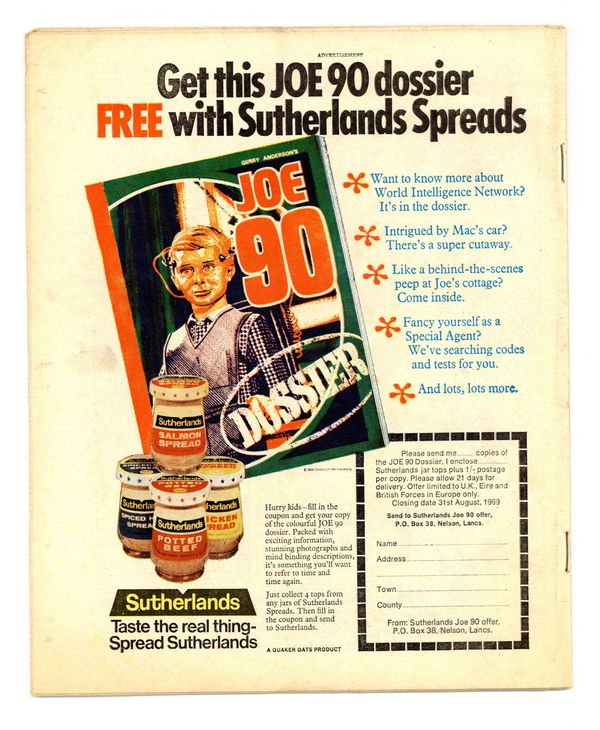 ADVERTISEMENT
Get this JOE 90 dossier
FREE with Sutherlands Spreads
GERRY ANDERSON'S
JOE
90
DOSSIER
Want to know more about
World Intelligence Network?
It's in the dossier.
Intrigued by Mac's car?
There's a super cutaway.
Like a behind-the-scenes
peep at Joe's cottage?
Come inside.
Fancy yourself as a
Special Agent?
We've searching codes
and tests for you.
And lots, lots more.
Sutherlands
SALMON
SPREAD
Sutherlands
POTTED
BEEF
SPICED
SPREAD
CKEN
READ
Sutherlands
Taste the real thing-
Spread Sutherlands
Hurry kids–fill in the
coupon and get your copy
of the colourful JOE 90
dossier. Packed with
exciting information,
stunning photographs and
mind binding descriptions,
it's something you'll want
to refer to time and
time again.
Just collect 4 tops from
any jars of Sutherlands
Spreads. Then fill in
the coupon and send
to Sutherlands.
A QUAKER OATS PRODUCT
Please send me........ copies of
the JOE 90 Dossier. I enclose........
Sutherlands jar tops plus 1/- postage
per copy. Please allow 21 days for
delivery. Offer limited to U.K., Eire and
British Forces in Europe only.
Closing date 31st August, 1969
Send to Sutherlands Joe 90 offer,
P.O. Box 38, Nelson, Lancs.
Name
Address
Town
County
From: Sutherlands Joe 90 offer,
P.O. Box 38, Nelson, Lancs.